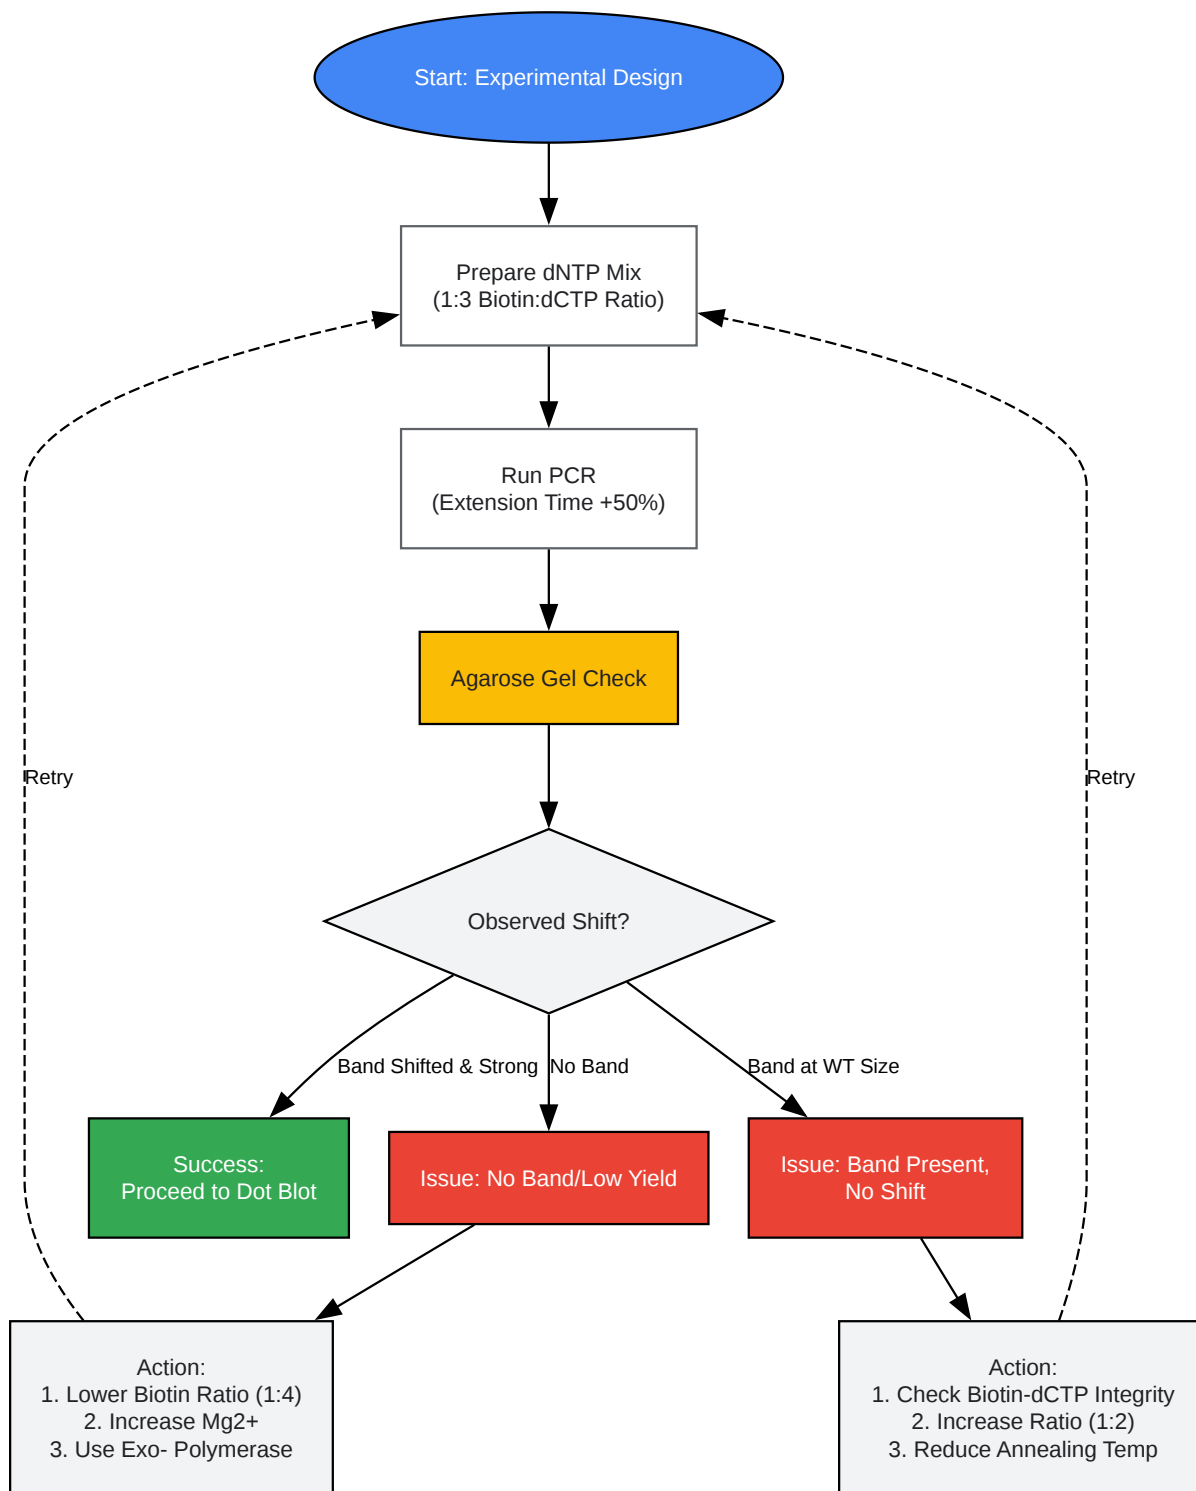 Start: Experimental Design
Prepare dNTP Mix
(1:3 Biotin:dCTP Ratio)
Run PCR
(Extension Time +50%)
Agarose Gel Check
Retry
Retry
Observed Shift?
Band Shifted & Strong
No Band
Band at WT Size
Success:
Proceed to Dot Blot
Issue: No Band/Low Yield
Issue: Band Present,
No Shift
Action:
1. Lower Biotin Ratio (1:4)
2. Increase Mg2+
3. Use Exo- Polymerase
Action:
1. Check Biotin-dCTP Integrity
2. Increase Ratio (1:2)
3. Reduce Annealing Temp